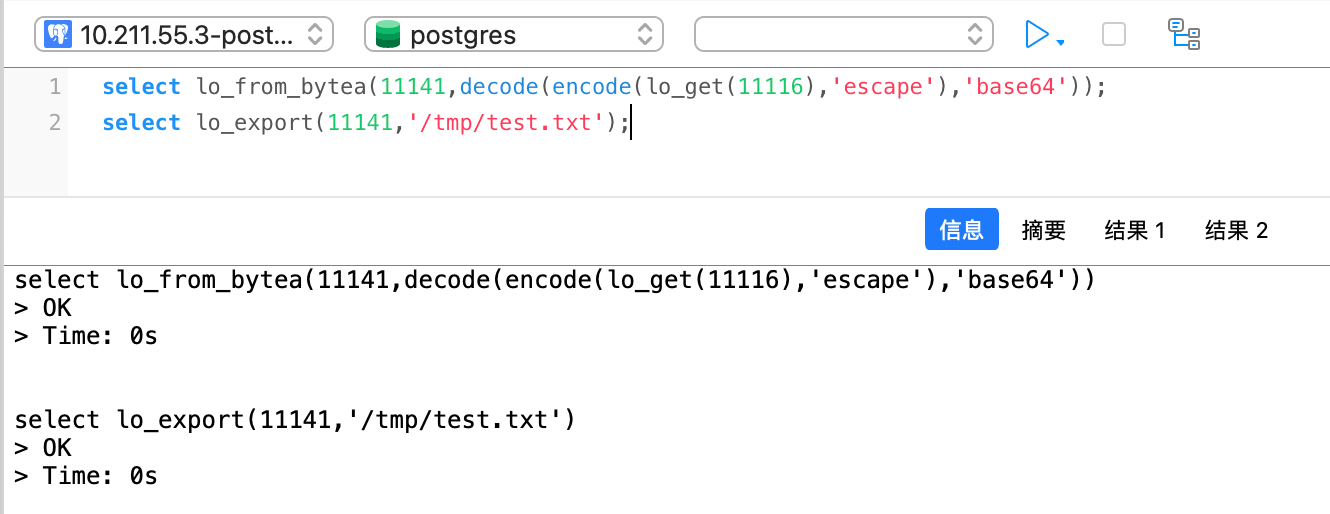 10.211.55.3-post... postgres
1 select lo_from_bytea(11141,decode(encode(lo_get(11116),'escape'),'base64'));
2 select lo_export(11141,'/tmp/test.txt');
信息 摘要 结果 1 结果 2
select lo_from_bytea(11141,decode(encode(lo_get(11116),'escape'),'base64'))
> OK
> Time: 0s
select lo_export(11141,'/tmp/test.txt')
> OK
> Time: 0s